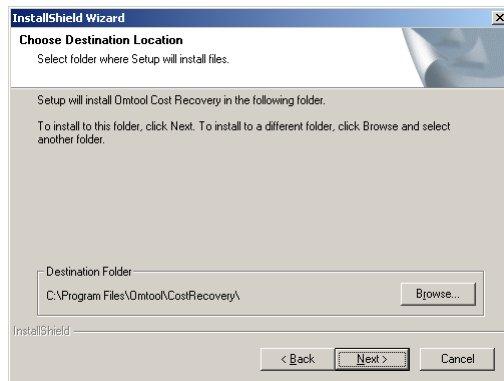 InstallShield Wizard
Choose Destination Location
Select folder where Setup will install files.
Setup will install Omtool Cost Recovery in the following folder.
To install to this folder, click Next. To install to a different folder, click Browse and select
another folder.
Destination Folder
C:\Program Files\Omtool\CostRecovery\
Browse...
InstallShield
< Back
Next >
Cancel